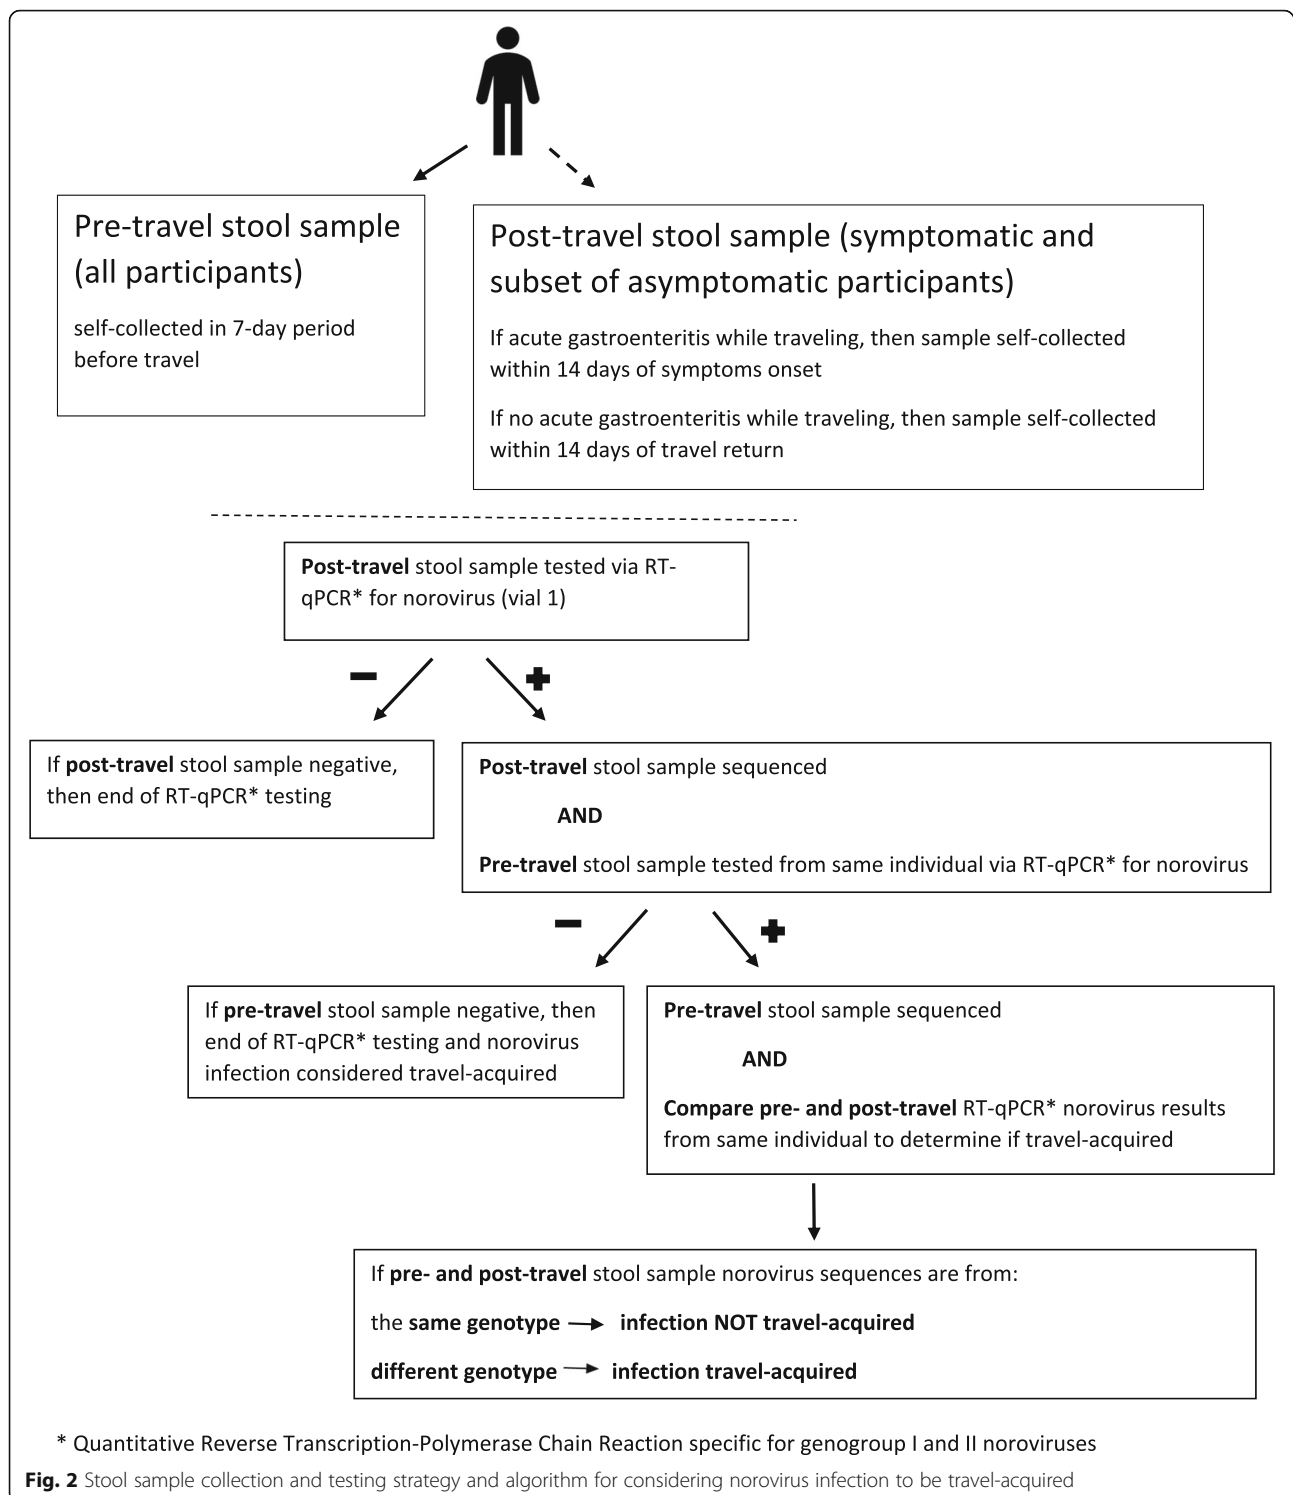 Pre-travel stool sample
(all participants)
self-collected in 7-day period
before travel
Post-travel stool sample (symptomatic and
subset of asymptomatic participants)
If acute gastroenteritis while traveling, then sample self-collected
within 14 days of symptoms onset
If no acute gastroenteritis while traveling, then sample self-collected
within 14 days of travel return
Post-travel stool sample tested via RT-
qPCR* for norovirus (vial 1)
If post-travel stool sample negative,
then end of RT-qPCR* testing
Post-travel stool sample sequenced
AND
Pre-travel stool sample tested from same individual via RT-qPCR* for norovirus
If pre-travel stool sample negative, then
end of RT-qPCR* testing and norovirus
infection considered travel-acquired
Pre-travel stool sample sequenced
AND
Compare pre- and post-travel RT-qPCR* norovirus results
from same individual to determine if travel-acquired
If pre- and post-travel stool sample norovirus sequences are from:
the same genotype → infection NOT travel-acquired
different genotype → infection travel-acquired
* Quantitative Reverse Transcription-Polymerase Chain Reaction specific for genogroup I and II noroviruses
Fig. 2 Stool sample collection and testing strategy and algorithm for considering norovirus infection to be travel-acquired